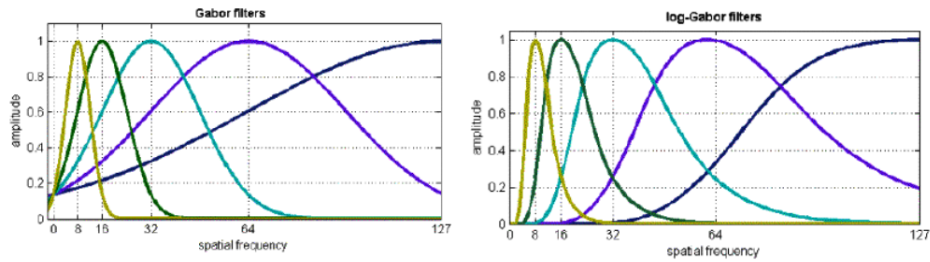 Gabor filters
amplitude
1
0.8
0.6
0.4
0.2
0
0 8 16 32 64 127
spatial frequency
log-Gabor filters
amplitude
1
0.8
0.6
0.4
0.2
0
0 8 16 32 64 127
spatial frequency